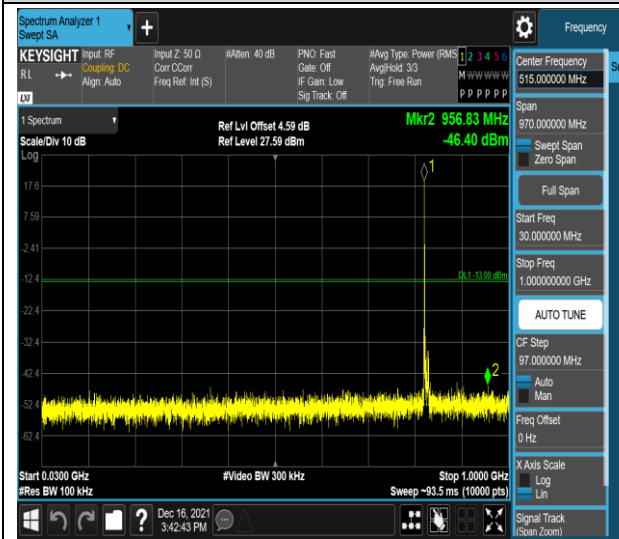 Spectrum Analyzer 1
Swept SA
Frequency
KEYSIGHT
RL
LXI
Input: RF
Coupling: DC
Align: Auto
Input Z: 50 Ω
Corr CCorr
Freq Ref: Int (S)
#Atten: 40 dB
PNO: Fast
Gate: Off
IF Gain: Low
Sig Track: Off
#Avg Type: Power (RMS
Avg|Hold: 3/3
Trig: Free Run
1 2 3 4 5 6
M W W W W W
P P P P P P
1 Spectrum
Scale/Div 10 dB
Log
Ref Lvl Offset 4.59 dB
Ref Level 27.59 dBm
Mkr2 956.83 MHz
-46.40 dBm
1
17.6
7.59
-2.41
-12.4
DL1 -13.00 dBm
-22.4
-32.4
-42.4
2
-52.4
-62.4
Start 0.0300 GHz
#Res BW 100 kHz
#Video BW 300 kHz
Stop 1.0000 GHz
Sweep ~93.5 ms (10000 pts)
Dec 16, 2021
3:42:43 PM
Center Frequency
515.000000 MHz
Span
970.000000 MHz
Swept Span
Zero Span
Full Span
Start Freq
30.000000 MHz
Stop Freq
1.000000000 GHz
AUTO TUNE
CF Step
97.000000 MHz
Auto
Man
Freq Offset
0 Hz
X Axis Scale
Log
Lin
Signal Track
(Span Zoom)